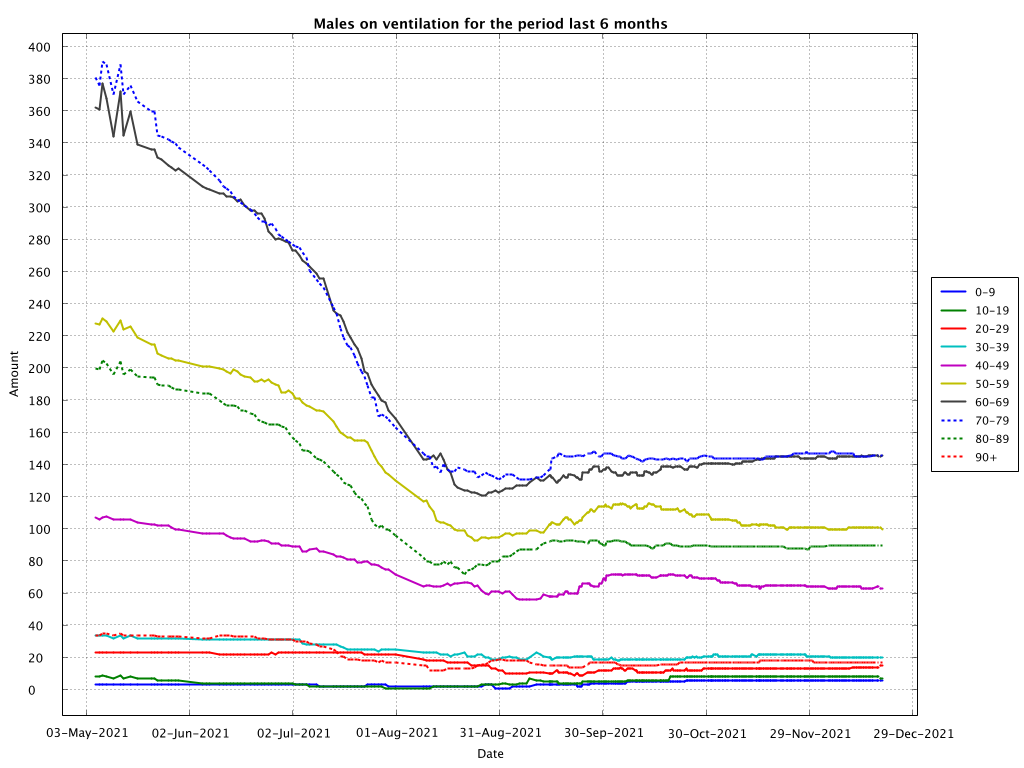 Males on ventilation for the period last 6 months
400
380
360
340
320
300
280
260
240
220
200
180
160
140
120
100
80
60
40
20
0
Amount
03-May-2021
02-Jun-2021
02-Jul-2021
01-Aug-2021
31-Aug-2021
30-Sep-2021
30-Oct-2021
29-Nov-2021
29-Dec-2021
Date
0-9
10-19
20-29
30-39
40-49
50-59
60-69
70-79
80-89
90+